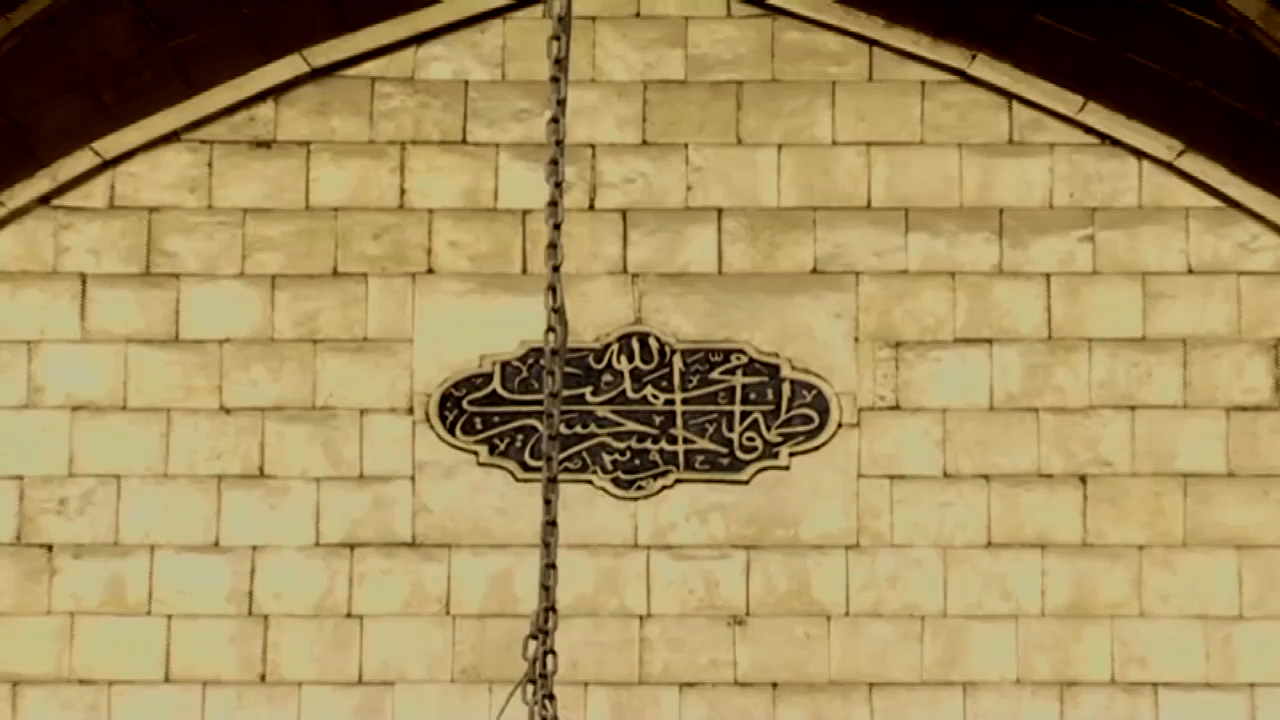 الله
محمد علي
فاطمة
حسن حسين